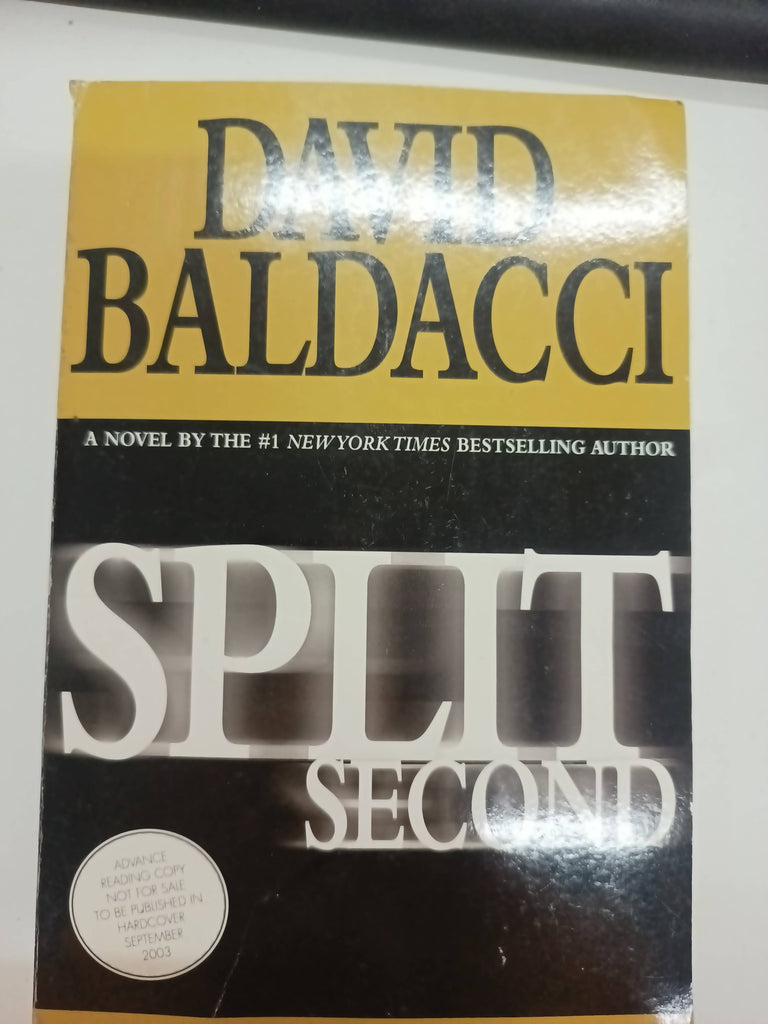 DAVID
BALDACCI
A NOVEL BY THE #1 NEW YORK TIMES BESTSELLING AUTHOR
SPLIT
SECOND
ADVANCE
READING COPY
NOT FOR SALE
TO BE PUBLISHED IN
HARDCOVER
SEPTEMBER
2003